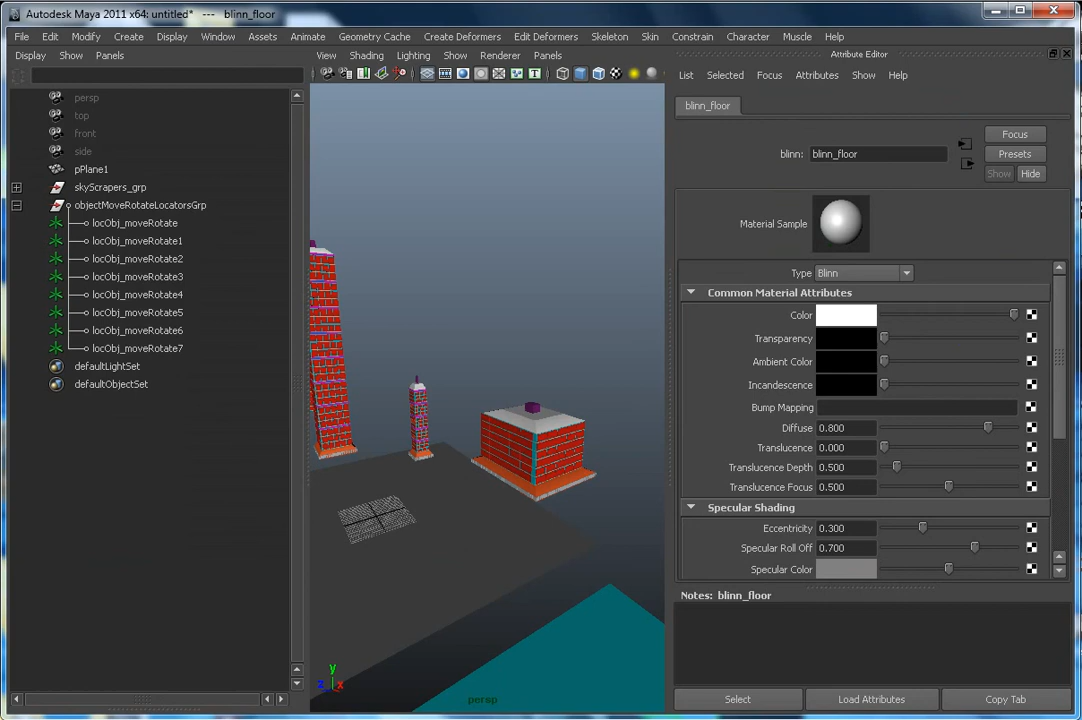 Autodesk Maya 2011 x64: untitled* --- blinn_floor
File Edit Modify Create Display Window Assets Animate Geometry Cache Create Deformers Edit Deformers Skeleton Skin Constrain Character Muscle Help
Display Show Panels
View Shading Lighting Show Renderer Panels
Attribute Editor
List Selected Focus Attributes Show Help
persp
top
front
side
pPlane1
skyScrapers_grp
objectMoveRotateLocatorsGrp
locObj_moveRotate
locObj_moveRotate1
locObj_moveRotate2
locObj_moveRotate3
locObj_moveRotate4
locObj_moveRotate5
locObj_moveRotate6
locObj_moveRotate7
defaultLightSet
defaultObjectSet
T
y
z x
persp
blinn_floor
blinn: blinn_floor
Focus
Presets
Show Hide
Material Sample
Type Blinn
Common Material Attributes
Color
Transparency
Ambient Color
Incandescence
Bump Mapping
Diffuse 0.800
Translucence 0.000
Translucence Depth 0.500
Translucence Focus 0.500
Specular Shading
Eccentricity 0.300
Specular Roll Off 0.700
Specular Color
Notes: blinn_floor
Select Load Attributes Copy Tab